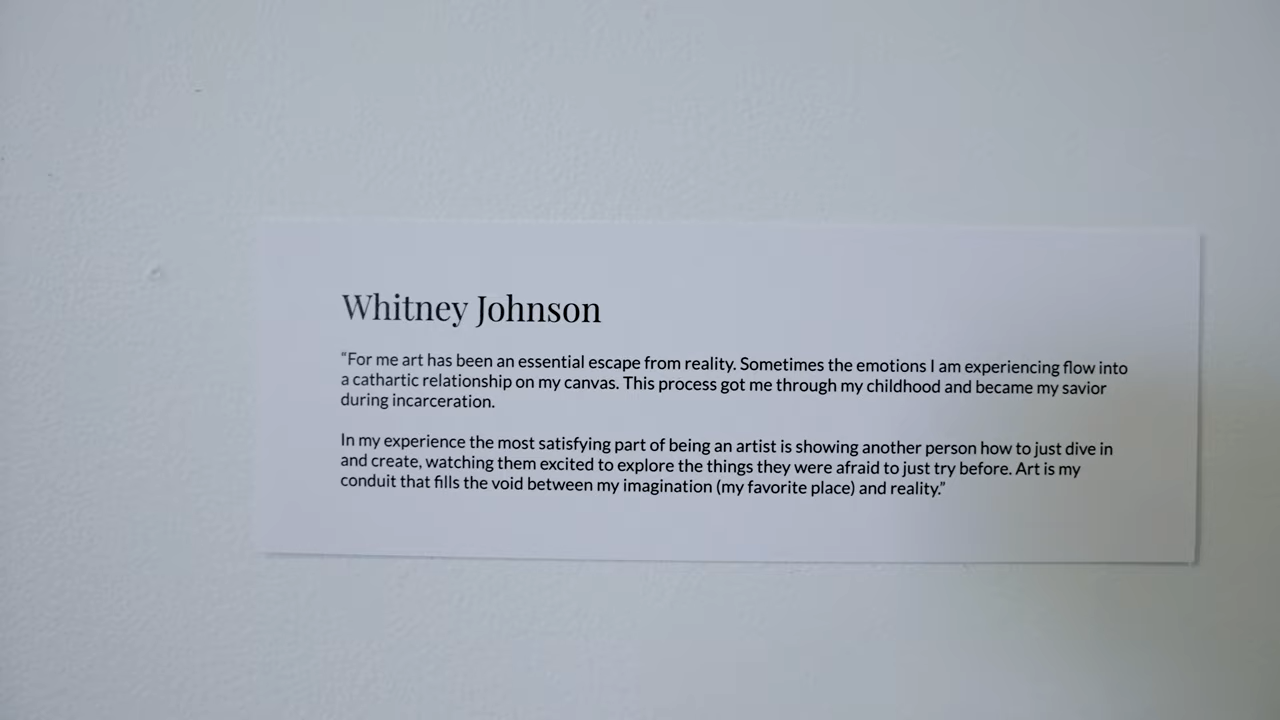 Whitney Johnson
“For me art has been an essential escape from reality. Sometimes the emotions I am experiencing flow into
a cathartic relationship on my canvas. This process got me through my childhood and became my savior
during incarceration.
In my experience the most satisfying part of being an artist is showing another person how to just dive in
and create, watching them excited to explore the things they were afraid to just try before. Art is my
conduit that fills the void between my imagination (my favorite place) and reality.”